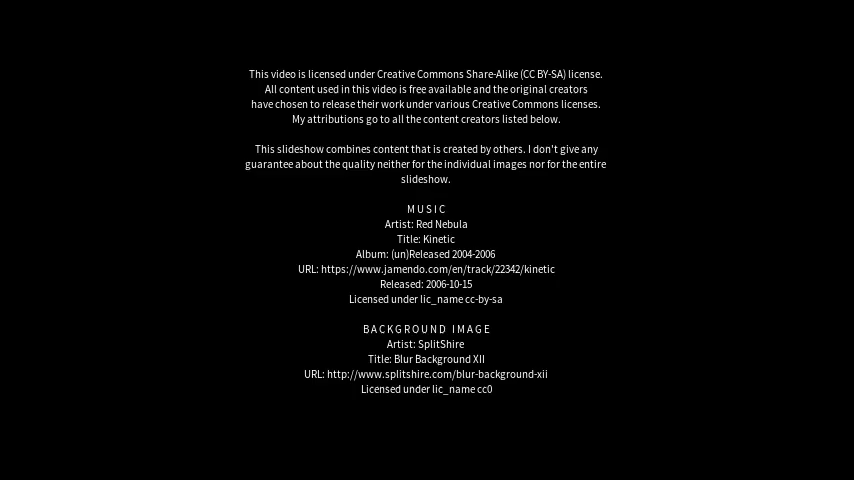 This video is licensed under Creative Commons Share-Alike (CC BY-SA) license.
All content used in this video is free available and the original creators
have chosen to release their work under various Creative Commons licenses.
My attributions go to all the content creators listed below.
This slideshow combines content that is created by others. I don't give any
guarantee about the quality neither for the individual images nor for the entire
slideshow.
MUSIC
Artist: Red Nebula
Title: Kinetic
Album: (un)Released 2004-2006
URL: https://www.jamendo.com/en/track/22342/kinetic
Released: 2006-10-15
Licensed under lic_name cc-by-sa
BACKGROUND IMAGE
Artist: SplitShire
Title: Blur Background XII
URL: http://www.splitshire.com/blur-background-xii
Licensed under lic_name cc0